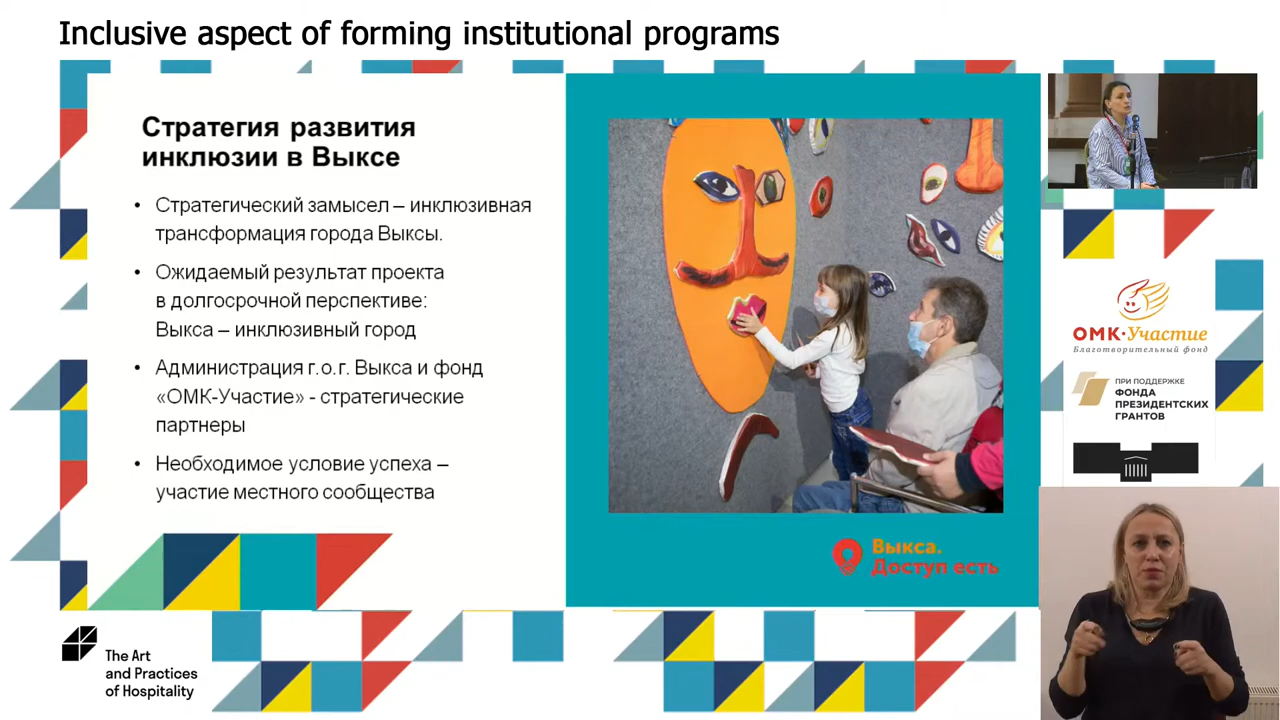 Inclusive aspect of forming institutional programs
Стратегия развития
инклюзии в Выксе
• Стратегический замысел – инклюзивная
трансформация города Выксы.
• Ожидаемый результат проекта
в долгосрочной перспективе:
Выкса – инклюзивный город
• Администрация г.о.г. Выкса и фонд
«ОМК-Участие» - стратегические
партнеры
• Необходимое условие успеха –
участие местного сообщества
Выкса.
Доступ есть
ОМК·Участие
Благотворительный фонд
ПРИ ПОДДЕРЖКЕ
ФОНДА
ПРЕЗИДЕНТСКИХ
ГРАНТОВ
The Art
and Practices
of Hospitality